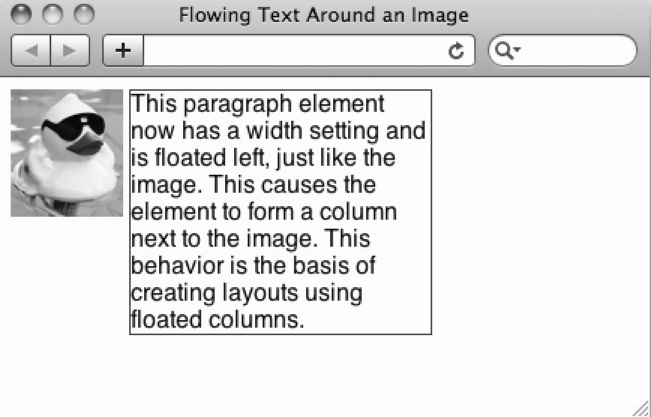 Flowing Text Around an Image
This paragraph element
now has a width setting and
is floated left, just like the
image. This causes the
element to form a column
next to the image. This
behavior is the basis of
creating layouts using
floated columns.